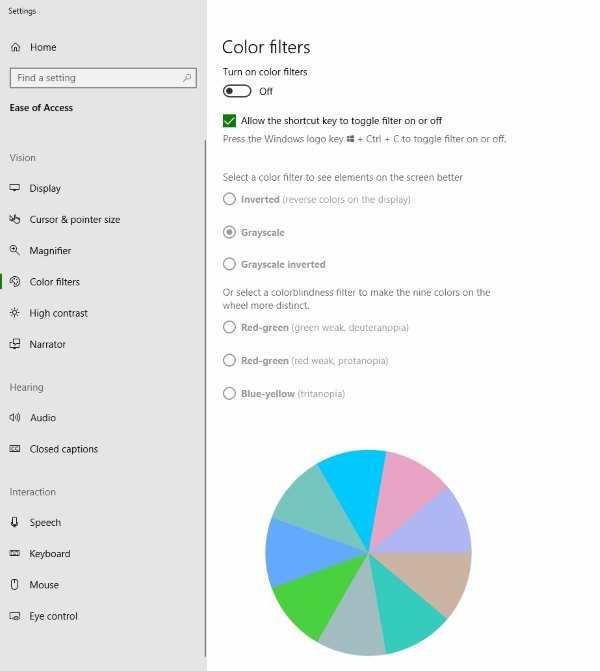 Settings
Home
Find a setting
Ease of Access
Vision
Display
Cursor & pointer size
Magnifier
Color filters
High contrast
Narrator
Hearing
Audio
Closed captions
Interaction
Speech
Keyboard
Mouse
Eye control
Color filters
Turn on color filters
Off
Allow the shortcut key to toggle filter on or off
Press the Windows logo key + Ctrl + C to toggle filter on or off.
Select a color filter to see elements on the screen better
Inverted (reverse colors on the display)
Grayscale
Grayscale inverted
Or select a colorblindness filter to make the nine colors on the
wheel more distinct.
Red-green (green weak, deuteranopia)
Red-green (red weak, protanopia)
Blue-yellow (tritanopia)